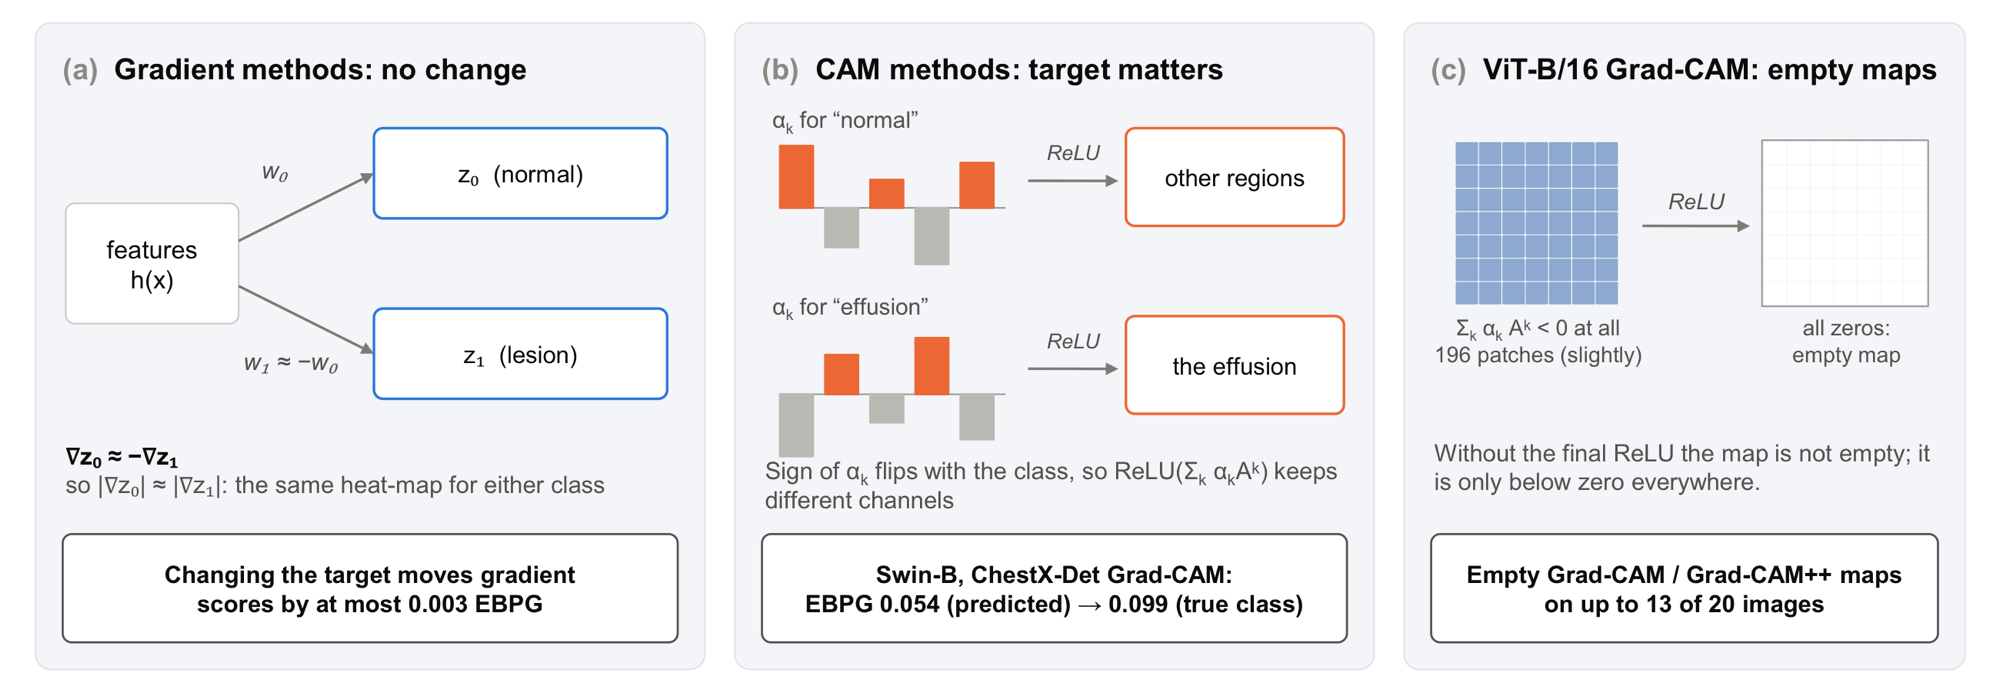 (a) Gradient methods: no change
w₀
z₀ (normal)
features
h(x)
w₁ ≈ −w₀
z₁ (lesion)
∇z₀ ≈ −∇z₁
so |∇z₀| ≈ |∇z₁|: the same heat-map for either class
Changing the target moves gradient
scores by at most 0.003 EBPG
(b) CAM methods: target matters
αₖ for “normal”
ReLU
other regions
αₖ for “effusion”
ReLU
the effusion
Sign of αₖ flips with the class, so ReLU(Σₖ αₖAᵏ) keeps
different channels
Swin-B, ChestX-Det Grad-CAM:
EBPG 0.054 (predicted) → 0.099 (true class)
(c) ViT-B/16 Grad-CAM: empty maps
ReLU
Σₖ αₖ Aᵏ < 0 at all
196 patches (slightly)
all zeros:
empty map
Without the final ReLU the map is not empty; it
is only below zero everywhere.
Empty Grad-CAM / Grad-CAM++ maps
on up to 13 of 20 images